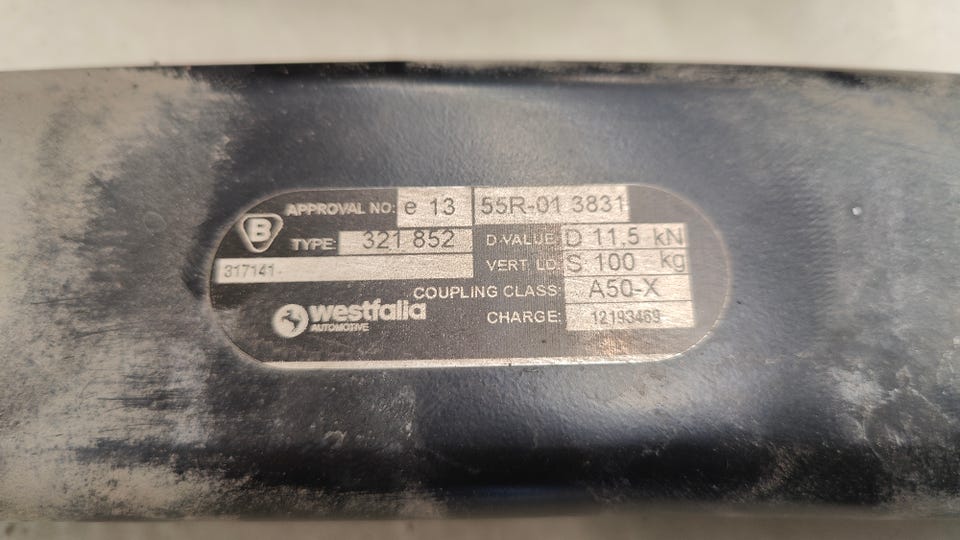 APPROVAL NO: e 13 55R-01 3831
B
TYPE: 321 852 D-VALUE: D 11,5 kN
317141- VERT LD: S 100 kg
COUPLING CLASS: A50-X
westfalia
AUTOMOTIVE
CHARGE: 12193469